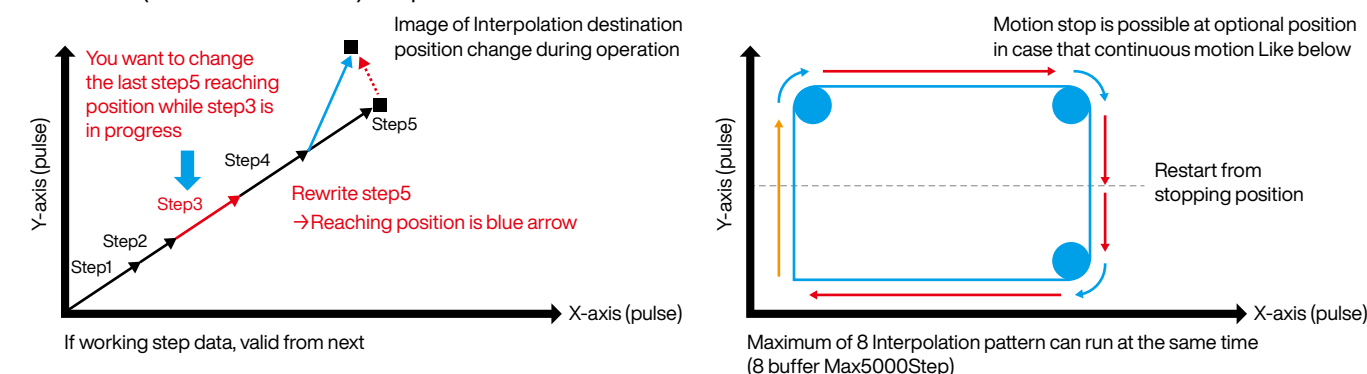 Image of Interpolation destination
position change during operation
You want to change
the last step5 reaching
position while step3 is
in progress
Step5
Step4
Step3
Rewrite step5
→Reaching position is blue arrow
Step2
Step1
Y-axis (pulse)
X-axis (pulse)
If working step data, valid from next
Motion stop is possible at optional position
in case that continuous motion Like below
Restart from
stopping position
Y-axis (pulse)
X-axis (pulse)
Maximum of 8 Interpolation pattern can run at the same time
(8 buffer Max5000Step)